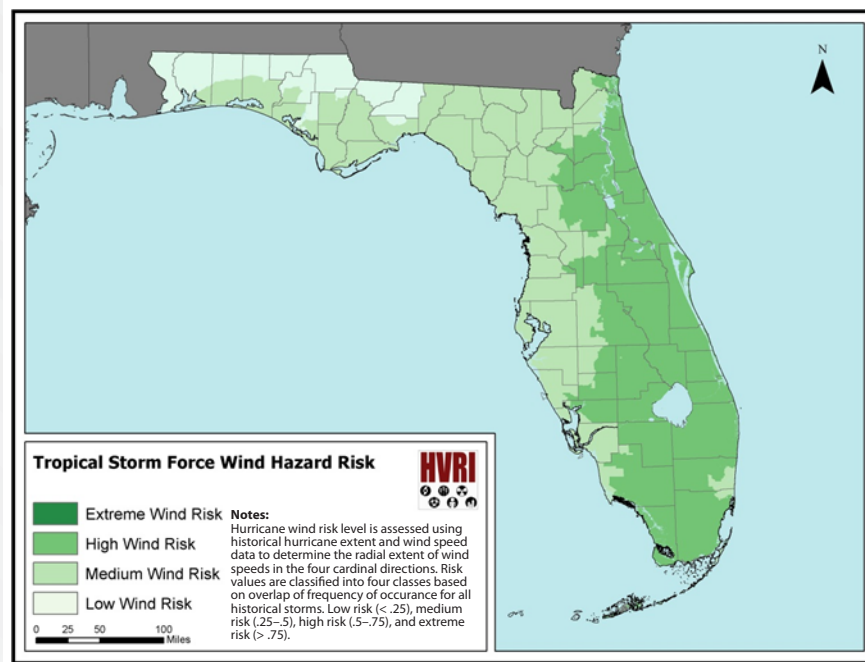 N
Tropical Storm Force Wind Hazard Risk
HVRI
Extreme Wind Risk
High Wind Risk
Medium Wind Risk
Low Wind Risk
0 25 50 100
Miles
Notes:
Hurricane wind risk level is assessed using
historical hurricane extent and wind speed
data to determine the radial extent of wind
speeds in the four cardinal directions. Risk
values are classified into four classes based
on overlap of frequency of occurance for all
historical storms. Low risk (< .25), medium
risk (.25–.5), high risk (.5–.75), and extreme
risk (> .75).